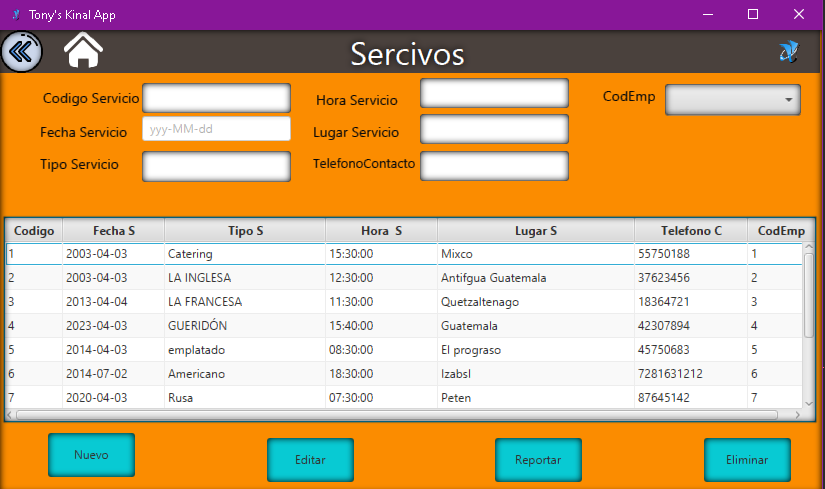 Tony's Kinal App
Sercivos
Codigo Servicio Hora Servicio CodEmp
Fecha Servicio yyy-MM-dd Lugar Servicio
Tipo Servicio TelefonoContacto
Codigo Fecha S Tipo S Hora S Lugar S Telefono C CodEmp
1 2003-04-03 Catering 15:30:00 Mixco 55750188 1
2 2003-04-03 LA INGLESA 12:30:00 Antifgua Guatemala 37623456 2
3 2013-04-04 LA FRANCESA 11:30:00 Quetzaltenago 18364721 3
4 2023-04-03 GUERIDÓN 15:40:00 Guatemala 42307894 4
5 2014-04-03 emplatado 08:30:00 El prograso 45750683 5
6 2014-07-02 Americano 18:30:00 Izabsl 7281631212 6
7 2020-04-03 Rusa 07:30:00 Peten 87645142 7
Nuevo Editar Reportar Eliminar